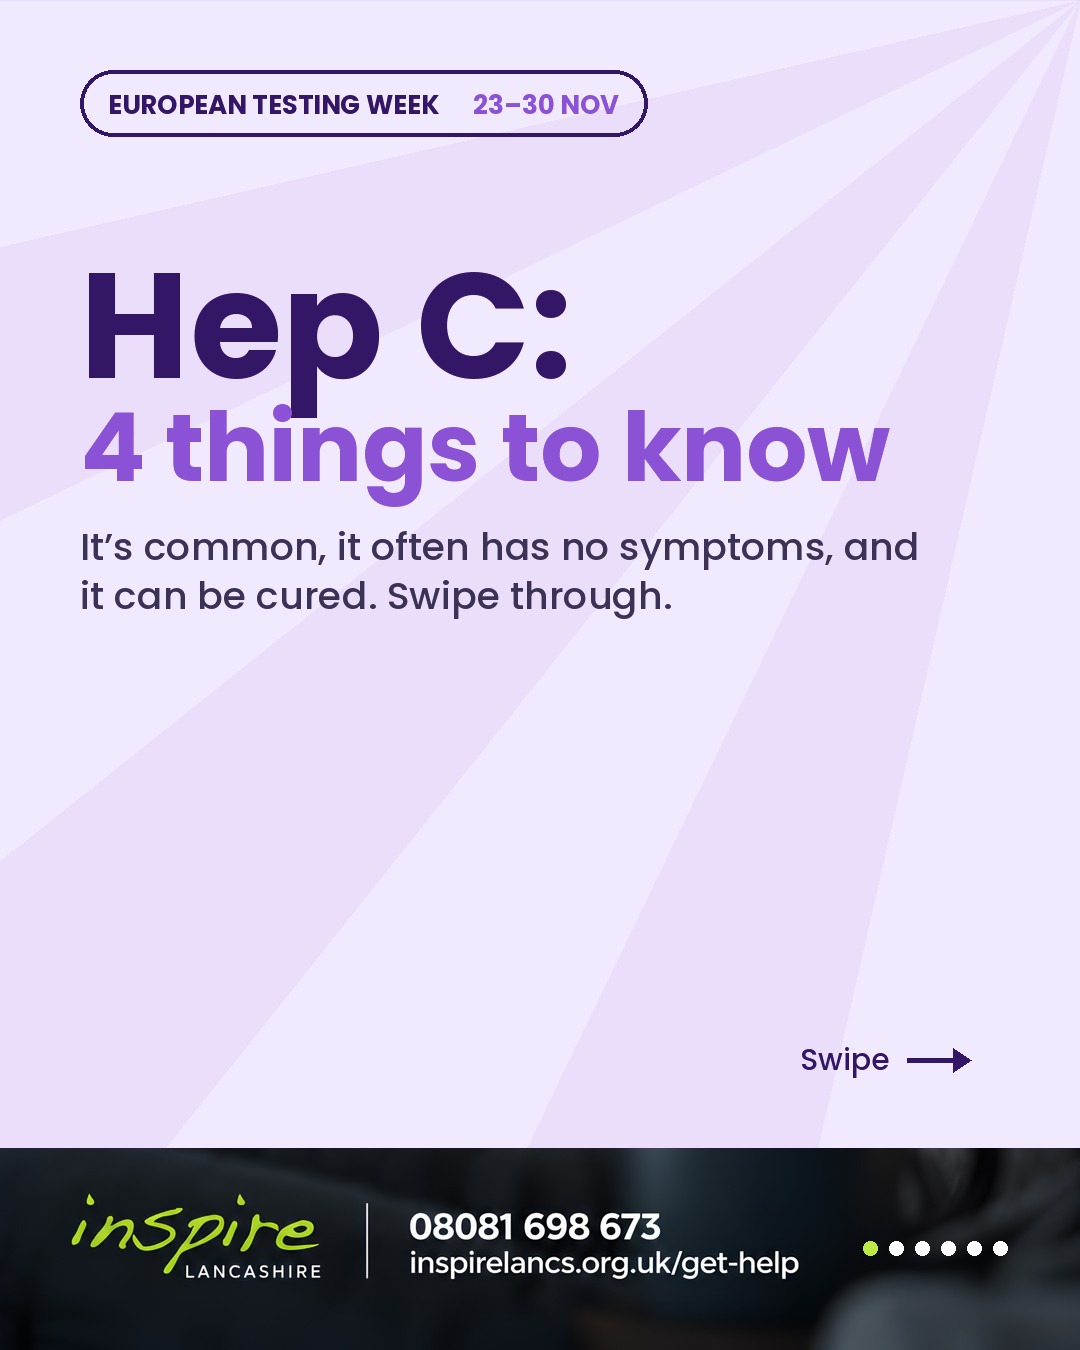 EUROPEAN TESTING WEEK 23–30 NOV
Hep C:
4 things to know
It’s common, it often has no symptoms, and
it can be cured. Swipe through.
Swipe
inspire
LANCASHIRE
08081 698 673
inspirelancs.org.uk/get-help